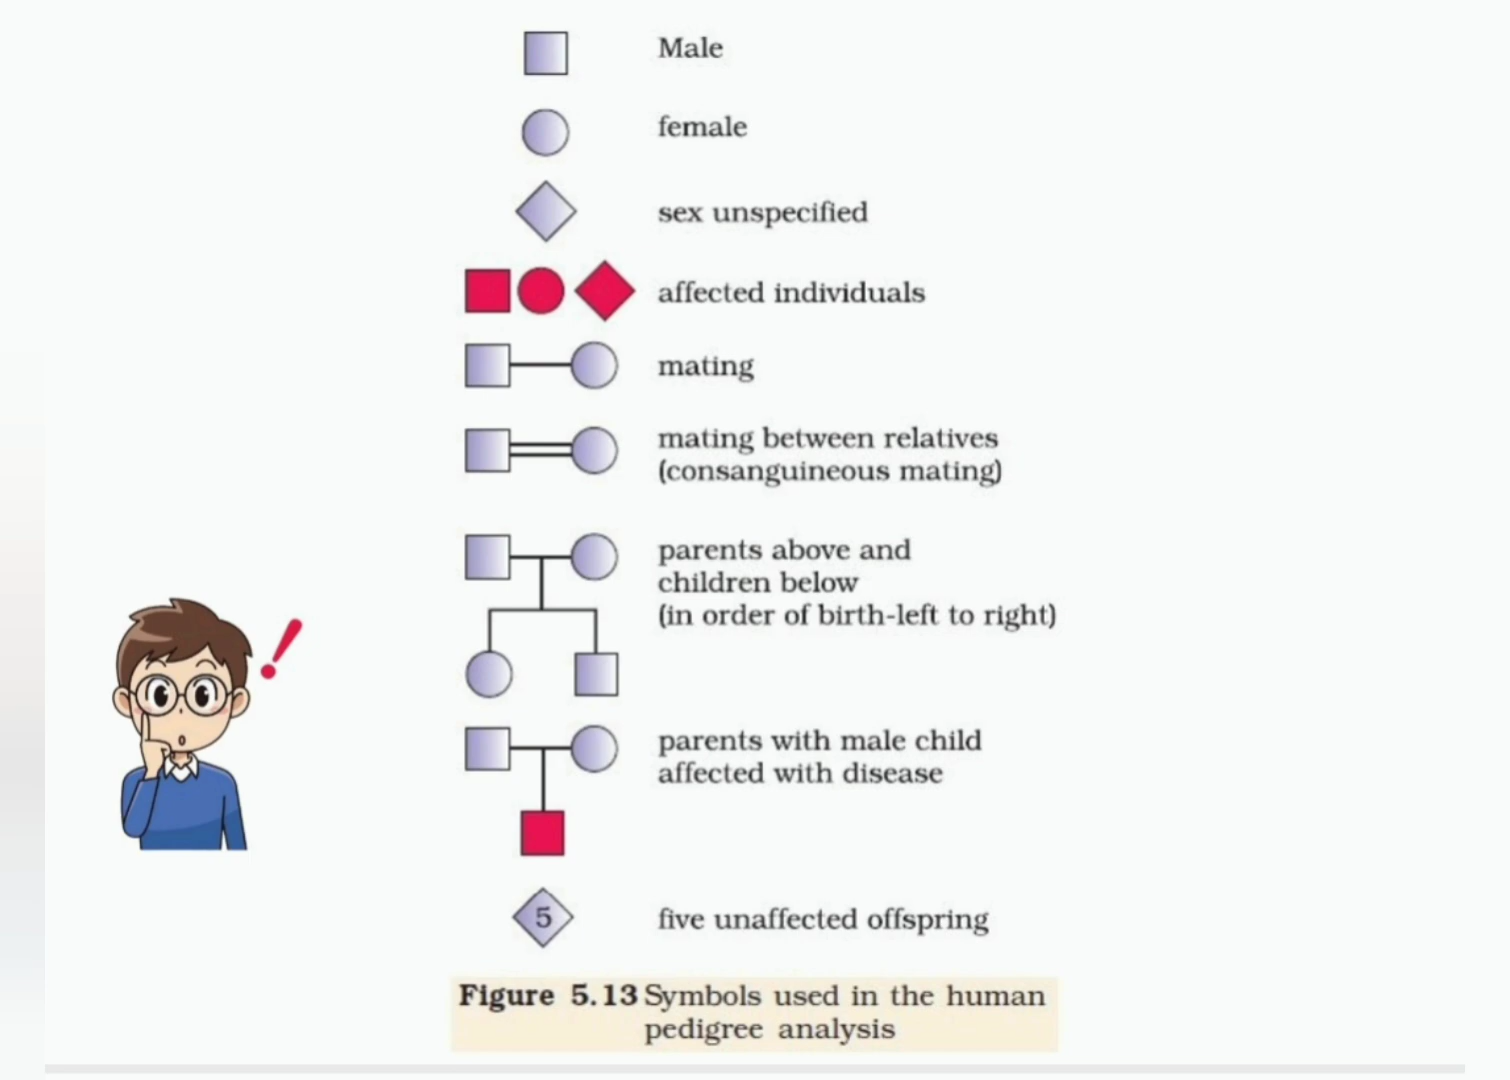 Male
female
sex unspecified
affected individuals
mating
mating between relatives
(consanguineous mating)
parents above and
children below
(in order of birth-left to right)
parents with male child
affected with disease
5
five unaffected offspring
Figure 5.13 Symbols used in the human
pedigree analysis